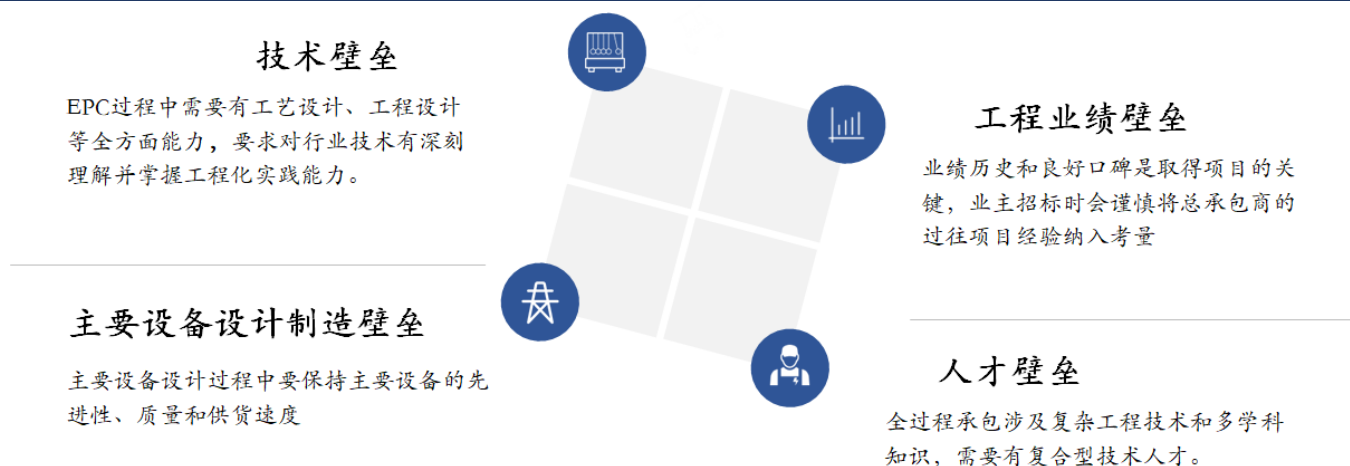 技术壁垒
EPC过程中需要有工艺设计、工程设计
等全方面能力，要求对行业技术有深刻
理解并掌握工程化实践能力。
工程业绩壁垒
业绩历史和良好口碑是取得项目的关
键，业主招标时会谨慎将总承包商的
过往项目经验纳入考量
主要设备设计制造壁垒
主要设备设计过程中要保持主要设备的先
进性、质量和供货速度
人才壁垒
全过程承包涉及复杂工程技术和多学科
知识，需要有复合型技术人才。